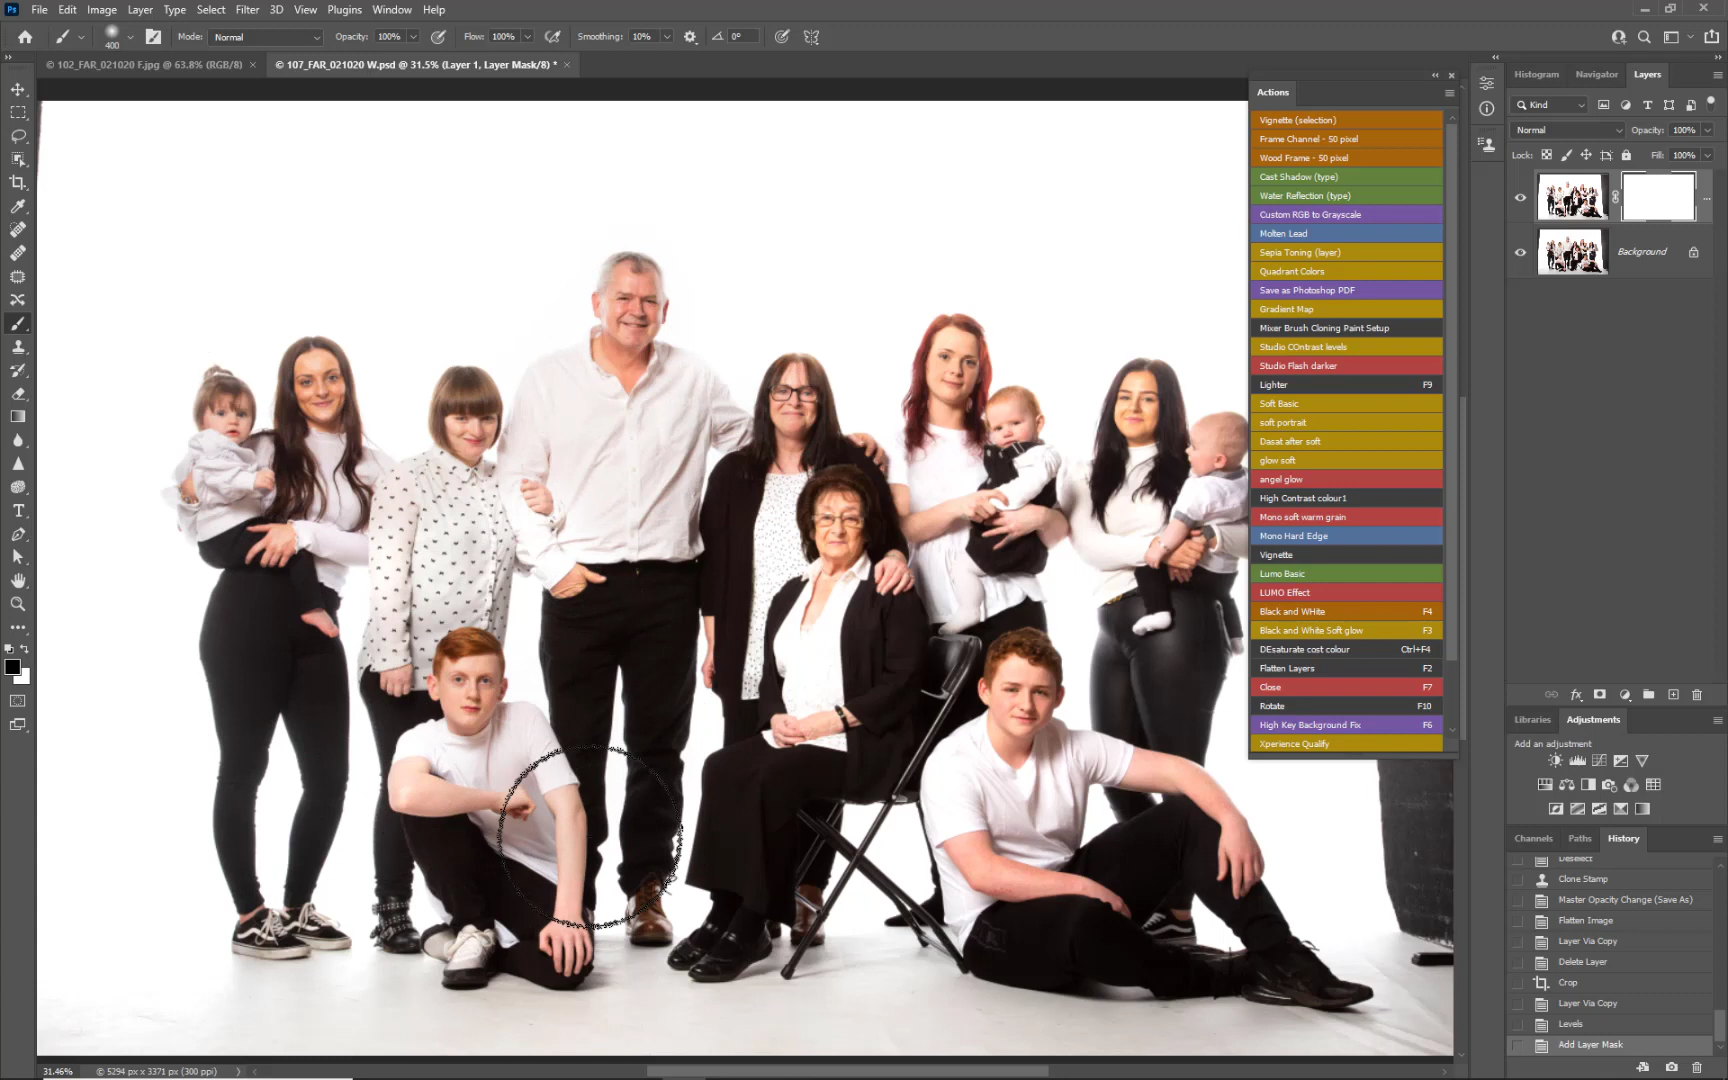 Ps File Edit Image Layer Type Select Filter 3D View Plugins Window Help
400 Mode: Normal Opacity: 100% Flow: 100% Smoothing: 10% 0°
© 102_FAR_021020 F.jpg @ 63.8% (RGB/8) × © 107_FAR_021020 W.psd @ 31.5% (Layer 1, Layer Mask/8) * ×
Actions
Vignette (selection)
Frame Channel - 50 pixel
Wood Frame - 50 pixel
Cast Shadow (type)
Water Reflection (type)
Custom RGB to Grayscale
Molten Lead
Sepia Toning (layer)
Quadrant Colors
Save as Photoshop PDF
Gradient Map
Mixer Brush Cloning Paint Setup
Studio COntrast levels
Studio Flash darker
Lighter F9
Soft Basic
soft portrait
Dasat after soft
glow soft
angel glow
High Contrast colour1
Mono soft warm grain
Mono Hard Edge
Vignette
Lumo Basic
LUMO Effect
Black and WHite F4
Black and WHite Soft glow F3
DEsaturate cost colour Ctrl+F4
Flatten Layers F2
Close F7
Rotate F10
High Key Background Fix F6
Xperience Qualify
Histogram Navigator Layers
Kind
Normal Opacity: 100%
Lock: Fill: 100%
Background
Libraries Adjustments
Add an adjustment
Channels Paths History
Deselect
Clone Stamp
Master Opacity Change (Save As)
Flatten Image
Layer Via Copy
Delete Layer
Crop
Layer Via Copy
Levels
Add Layer Mask
31.46% © 5294 px x 3371 px (300 ppi)